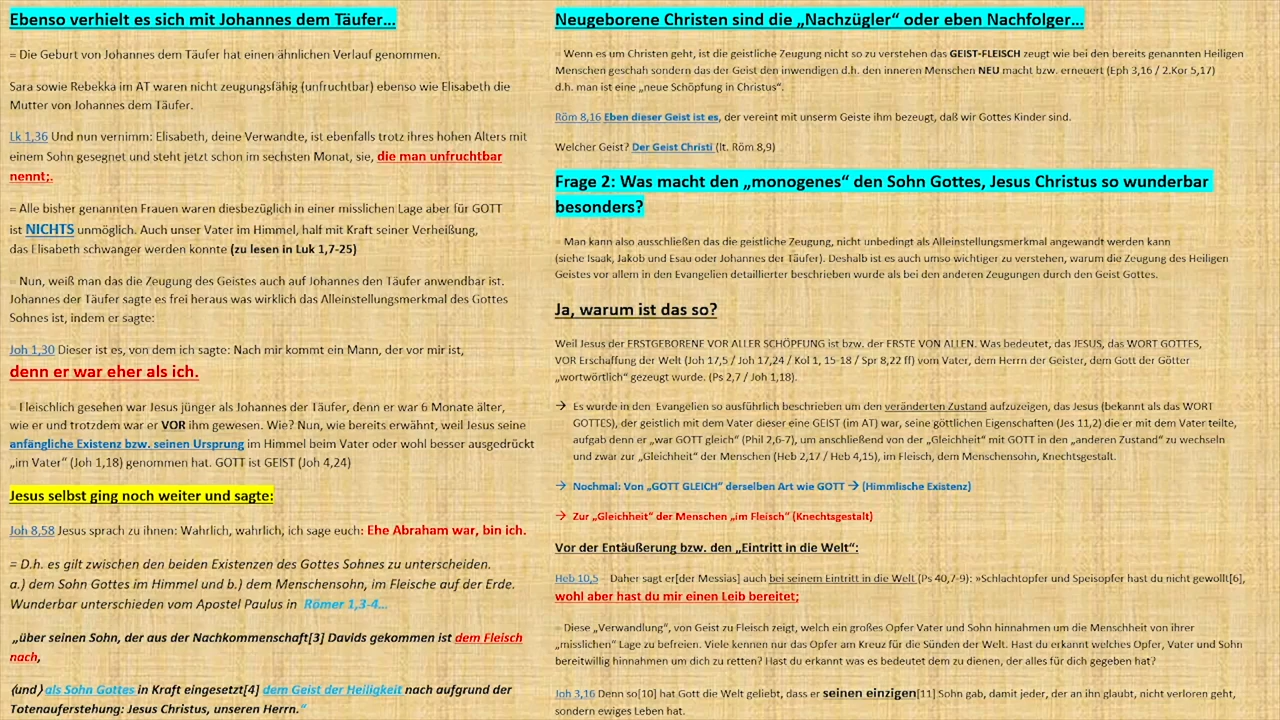 Ebenso verhielt es sich mit Johannes dem Täufer…
= Die Geburt von Johannes dem Täufer hat einen ähnlichen Verlauf genommen.
Sara sowie Rebekka im AT waren nicht zeugungsfähig (unfruchtbar) ebenso wie Elisabeth die
Mutter von Johannes dem Täufer.
Lk 1,36 Und nun vernimm: Elisabeth, deine Verwandte, ist ebenfalls trotz ihres hohen Alters mit
einem Sohn gesegnet und steht jetzt schon im sechsten Monat, sie, die man unfruchtbar
nennt;.
= Alle bisher genannten Frauen waren diesbezüglich in einer misslichen Lage aber für GOTT
ist NICHTS unmöglich. Auch unser Vater im Himmel, half mit Kraft seiner Verheißung,
das Elisabeth schwanger werden konnte (zu lesen in Luk 1,7-25)
= Nun, weiß man das die Zeugung des Geistes auch auf Johannes den Täufer anwendbar ist.
Johannes der Täufer sagte es frei heraus was wirklich das Alleinstellungsmerkmal des Gottes
Sohnes ist, indem er sagte:
Joh 1,30 Dieser ist es, von dem ich sagte: Nach mir kommt ein Mann, der vor mir ist,
denn er war eher als ich.
= Fleischlich gesehen war Jesus jünger als Johannes der Täufer, denn er war 6 Monate älter,
wie er und trotzdem war er VOR ihm gewesen. Wie? Nun, wie bereits erwähnt, weil Jesus seine
anfängliche Existenz bzw. seinen Ursprung im Himmel beim Vater oder wohl besser ausgedrückt
„im Vater“ (Joh 1,18) genommen hat. GOTT ist GEIST (Joh 4,24)
Jesus selbst ging noch weiter und sagte:
Joh 8,58 Jesus sprach zu ihnen: Wahrlich, wahrlich, ich sage euch: Ehe Abraham war, bin ich.
= D.h. es gilt zwischen den beiden Existenzen des Gottes Sohnes zu unterscheiden.
a.) dem Sohn Gottes im Himmel und b.) dem Menschensohn, im Fleische auf der Erde.
Wunderbar unterschieden vom Apostel Paulus in Römer 1,3-4…
„über seinen Sohn, der aus der Nachkommenschaft[3] Davids gekommen ist dem Fleisch
nach,
⟨und⟩ als Sohn Gottes in Kraft eingesetzt[4] dem Geist der Heiligkeit nach aufgrund der
Totenauferstehung: Jesus Christus, unseren Herrn.“
Neugeborene Christen sind die „Nachzügler“ oder eben Nachfolger…
= Wenn es um Christen geht, ist die geistliche Zeugung nicht so zu verstehen das GEIST-FLEISCH zeugt wie bei den bereits genannten Heiligen
Menschen geschah sondern das der Geist den inwendigen d.h. den inneren Menschen NEU macht bzw. erneuert (Eph 3,16 / 2.Kor 5,17)
d.h. man ist eine „neue Schöpfung in Christus“.
Röm 8,16 Eben dieser Geist ist es, der vereint mit unserm Geiste ihm bezeugt, daß wir Gottes Kinder sind.
Welcher Geist? Der Geist Christi (lt. Röm 8,9)
Frage 2: Was macht den „monogenes“ den Sohn Gottes, Jesus Christus so wunderbar
besonders?
= Man kann also ausschließen das die geistliche Zeugung, nicht unbedingt als Alleinstellungsmerkmal angewandt werden kann
(siehe Isaak, Jakob und Esau oder Johannes der Täufer). Deshalb ist es auch umso wichtiger zu verstehen, warum die Zeugung des Heiligen
Geistes vor allem in den Evangelien detaillierter beschrieben wurde als bei den anderen Zeugungen durch den Geist Gottes.
Ja, warum ist das so?
Weil Jesus der ERSTGEBORENE VOR ALLER SCHÖPFUNG ist bzw. der ERSTE VON ALLEN. Was bedeutet, das JESUS, das WORT GOTTES,
VOR Erschaffung der Welt (Joh 17,5 / Joh 17,24 / Kol 1, 15-18 / Spr 8,22 ff) vom Vater, dem Herrn der Geister, dem Gott der Götter
„wortwörtlich“ gezeugt wurde. (Ps 2,7 / Joh 1,18).
→ Es wurde in den Evangelien so ausführlich beschrieben um den veränderten Zustand aufzuzeigen, das Jesus (bekannt als das WORT
GOTTES), der geistlich mit dem Vater dieser eine GEIST (im AT) war, seine göttlichen Eigenschaften (Jes 11,2) die er mit dem Vater teilte,
aufgab denn er „war GOTT gleich“ (Phil 2,6-7), um anschließend von der „Gleichheit“ mit GOTT in den „anderen Zustand“ zu wechseln
und zwar zur „Gleichheit“ der Menschen (Heb 2,17 / Heb 4,15), im Fleisch, dem Menschensohn, Knechtsgestalt.
→ Nochmal: Von „GOTT GLEICH“ derselben Art wie GOTT → (Himmlische Existenz)
→ Zur „Gleichheit“ der Menschen „im Fleisch“ (Knechtsgestalt)
Vor der Entäußerung bzw. den „Eintritt in die Welt“:
Heb 10,5 – Daher sagt er[der Messias] auch bei seinem Eintritt in die Welt (Ps 40,7-9): »Schlachtopfer und Speisopfer hast du nicht gewollt[6],
wohl aber hast du mir einen Leib bereitet;
= Diese „Verwandlung“, von Geist zu Fleisch zeigt, welch ein großes Opfer Vater und Sohn hinnahmen um die Menschheit von ihrer
„misslichen“ Lage zu befreien. Viele kennen nur das Opfer am Kreuz für die Sünden der Welt. Hast du erkannt welches Opfer, Vater und Sohn
bereitwillig hinnahmen um dich zu retten? Hast du erkannt was es bedeutet dem zu dienen, der alles für dich gegeben hat?
Joh 3,16 Denn so[10] hat Gott die Welt geliebt, dass er seinen einzigen[11] Sohn gab, damit jeder, der an ihn glaubt, nicht verloren geht,
sondern ewiges Leben hat.